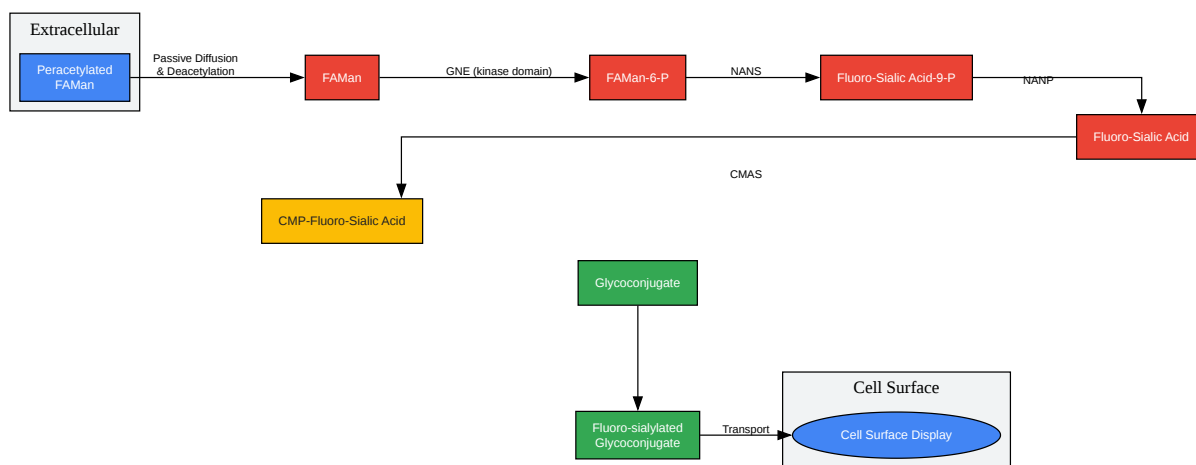 Extracellular
Peracetylated
FAMan
Passive Diffusion
& Deacetylation
FAMan
GNE (kinase domain)
FAMan-6-P
NANS
Fluoro-Sialic Acid-9-P
NANP
Fluoro-Sialic Acid
CMAS
CMP-Fluoro-Sialic Acid
Glycoconjugate
Fluoro-sialylated
Glycoconjugate
Transport
Cell Surface
Cell Surface Display